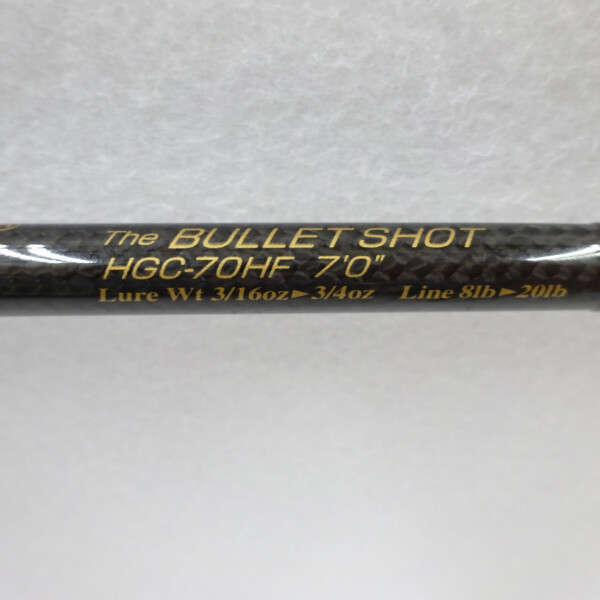 The BULLET SHOT
HGC-70HF 7'0"
Lure Wt 3/16oz►3/4oz Line 8lb►20lb